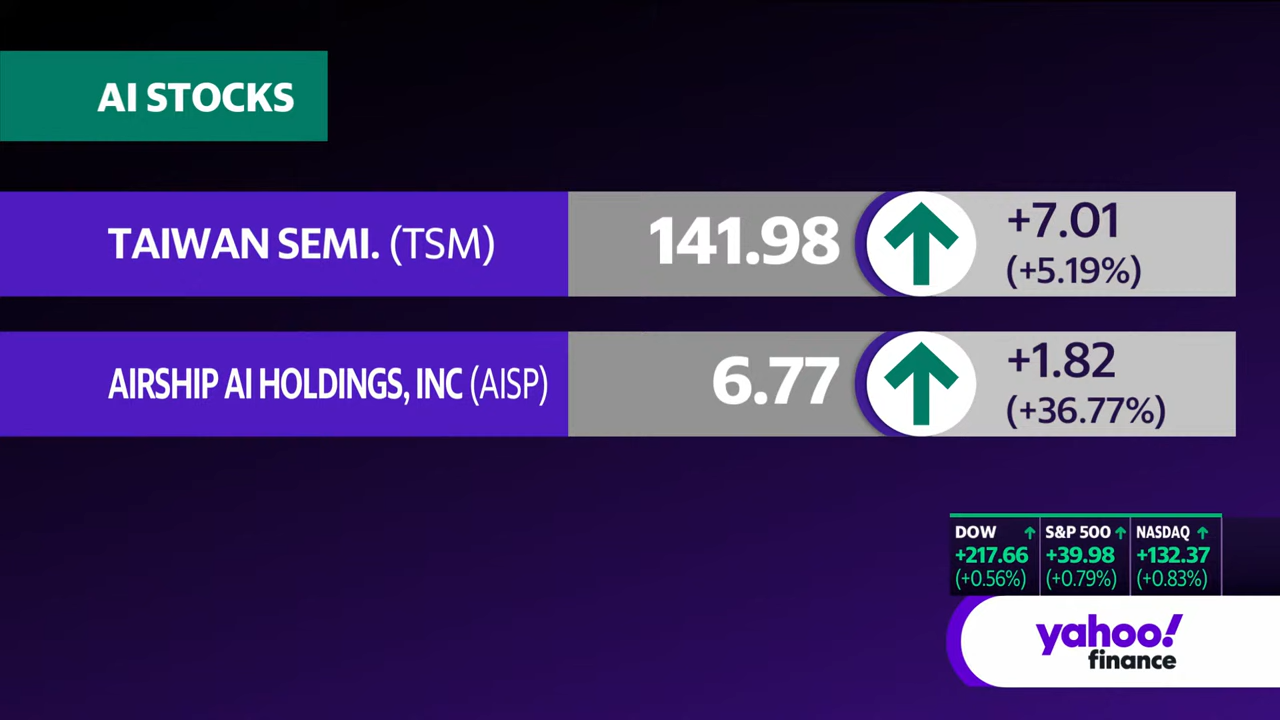 AI STOCKS
TAIWAN SEMI. (TSM) 141.98 +7.01
(+5.19%)
AIRSHIP AI HOLDINGS, INC (AISP) 6.77 +1.82
(+36.77%)
DOW S&P 500 NASDAQ
+217.66 +39.98 +132.37
(+0.56%) (+0.79%) (+0.83%)
yahoo!
finance